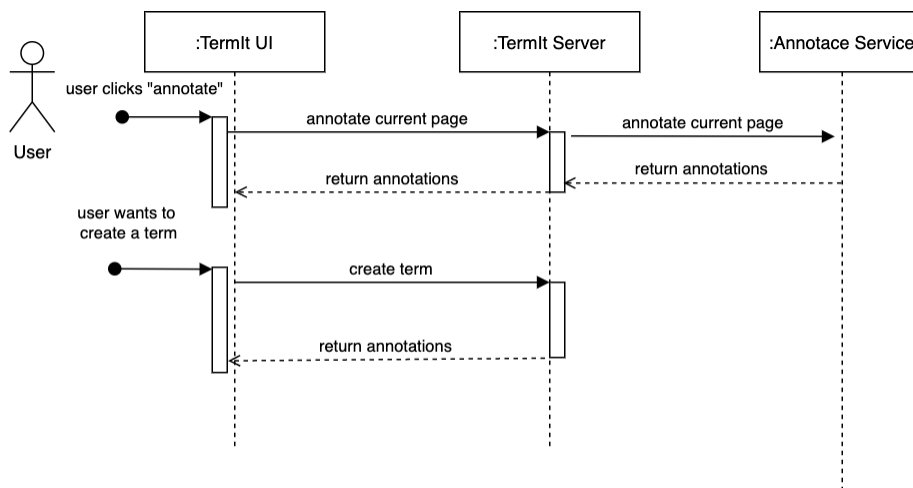 :TermIt UI
:TermIt Server
:Annotace Service
user clicks "annotate"
annotate current page
annotate current page
User
return annotations
return annotations
user wants to
create a term
create term
return annotations